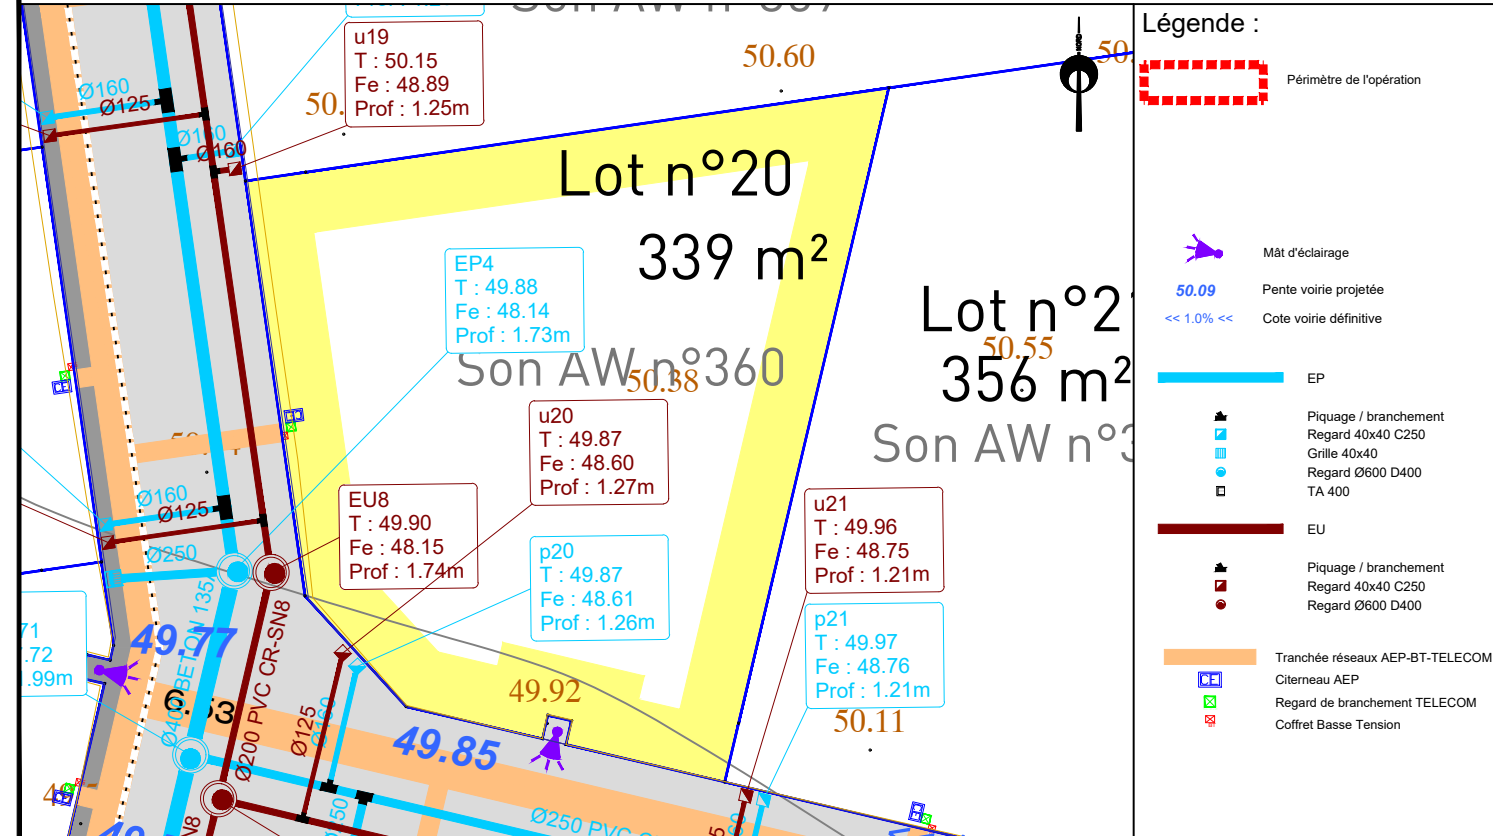 Légende :
Périmètre de l'opération
Mât d'éclairage
50.09 Pente voirie projetée
<< 1.0% << Cote voirie définitive
EP
Piquage / branchement
Regard 40x40 C250
Grille 40x40
Regard Ø600 D400
TA 400
EU
Piquage / branchement
Regard 40x40 C250
Regard Ø600 D400
Tranchée réseaux AEP-BT-TELECOM
Citerneau AEP
Regard de branchement TELECOM
Coffret Basse Tension
NORD
50.60
u19
T : 50.15
Fe : 48.89
Prof : 1.25m
Ø160
Ø125
Ø160
Ø160
Lot n°20
339 m²
Son AW n°360
50.38
EP4
T : 49.88
Fe : 48.14
Prof : 1.73m
50.55
356 m²
u20
T : 49.87
Fe : 48.60
Prof : 1.27m
EU8
T : 49.90
Fe : 48.15
Prof : 1.74m
p20
T : 49.87
Fe : 48.61
Prof : 1.26m
u21
T : 49.96
Fe : 48.75
Prof : 1.21m
p21
T : 49.97
Fe : 48.76
Prof : 1.21m
Ø160
Ø125
Ø250
49.77
6.53
Ø200 PVC CR-SN8
Ø125
Ø160
49.92
49.85
50.11
Ø250 PVC